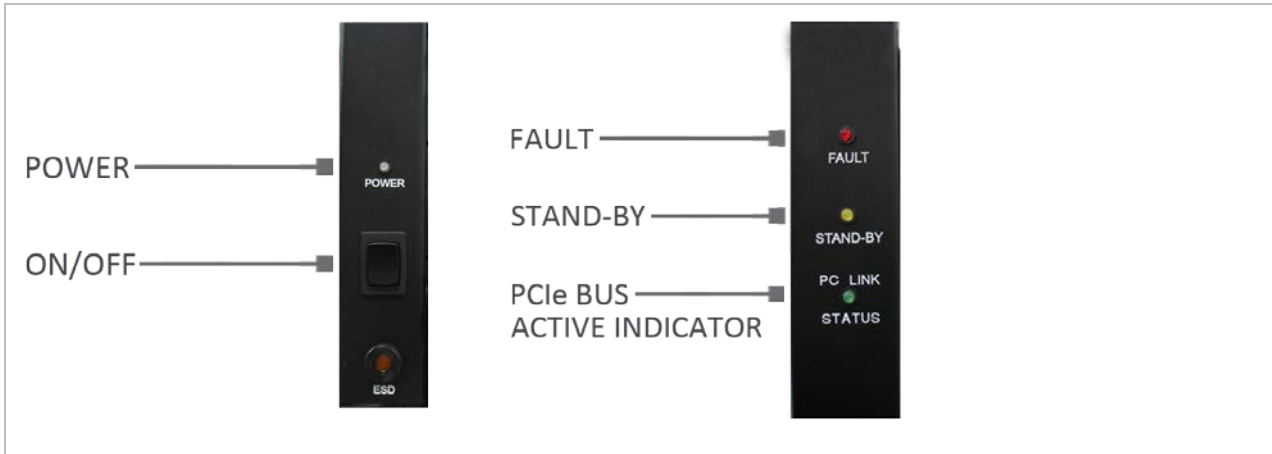 POWER
ON/OFF
POWER
ESD
FAULT
STAND-BY
PCIe BUS
ACTIVE INDICATOR
FAULT
STAND-BY
PC LINK
STATUS